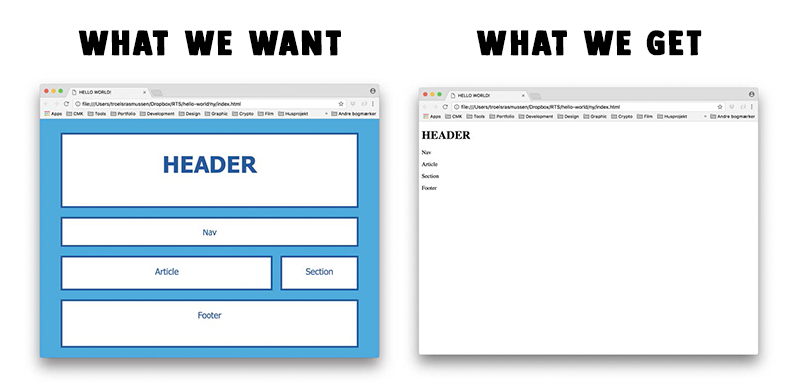 WHAT WE WANT
WHAT WE GET
HELLO WORLD!
file:///Users/troelsrasmussen/Dropbox/RTS/hello-world/ny/index.html
Apps CMK Tools Portfolio Development Design Graphic Crypto Film Husprojekt » Andre bogmærker
HEADER
Nav
Article
Section
Footer
HELLO WORLD!
file:///Users/troelsrasmussen/Dropbox/RTS/hello-world/ny/index.html
Apps CMK Tools Portfolio Development Design Graphic Crypto Film Husprojekt » Andre bogmærker
HEADER
Nav
Article
Section
Footer